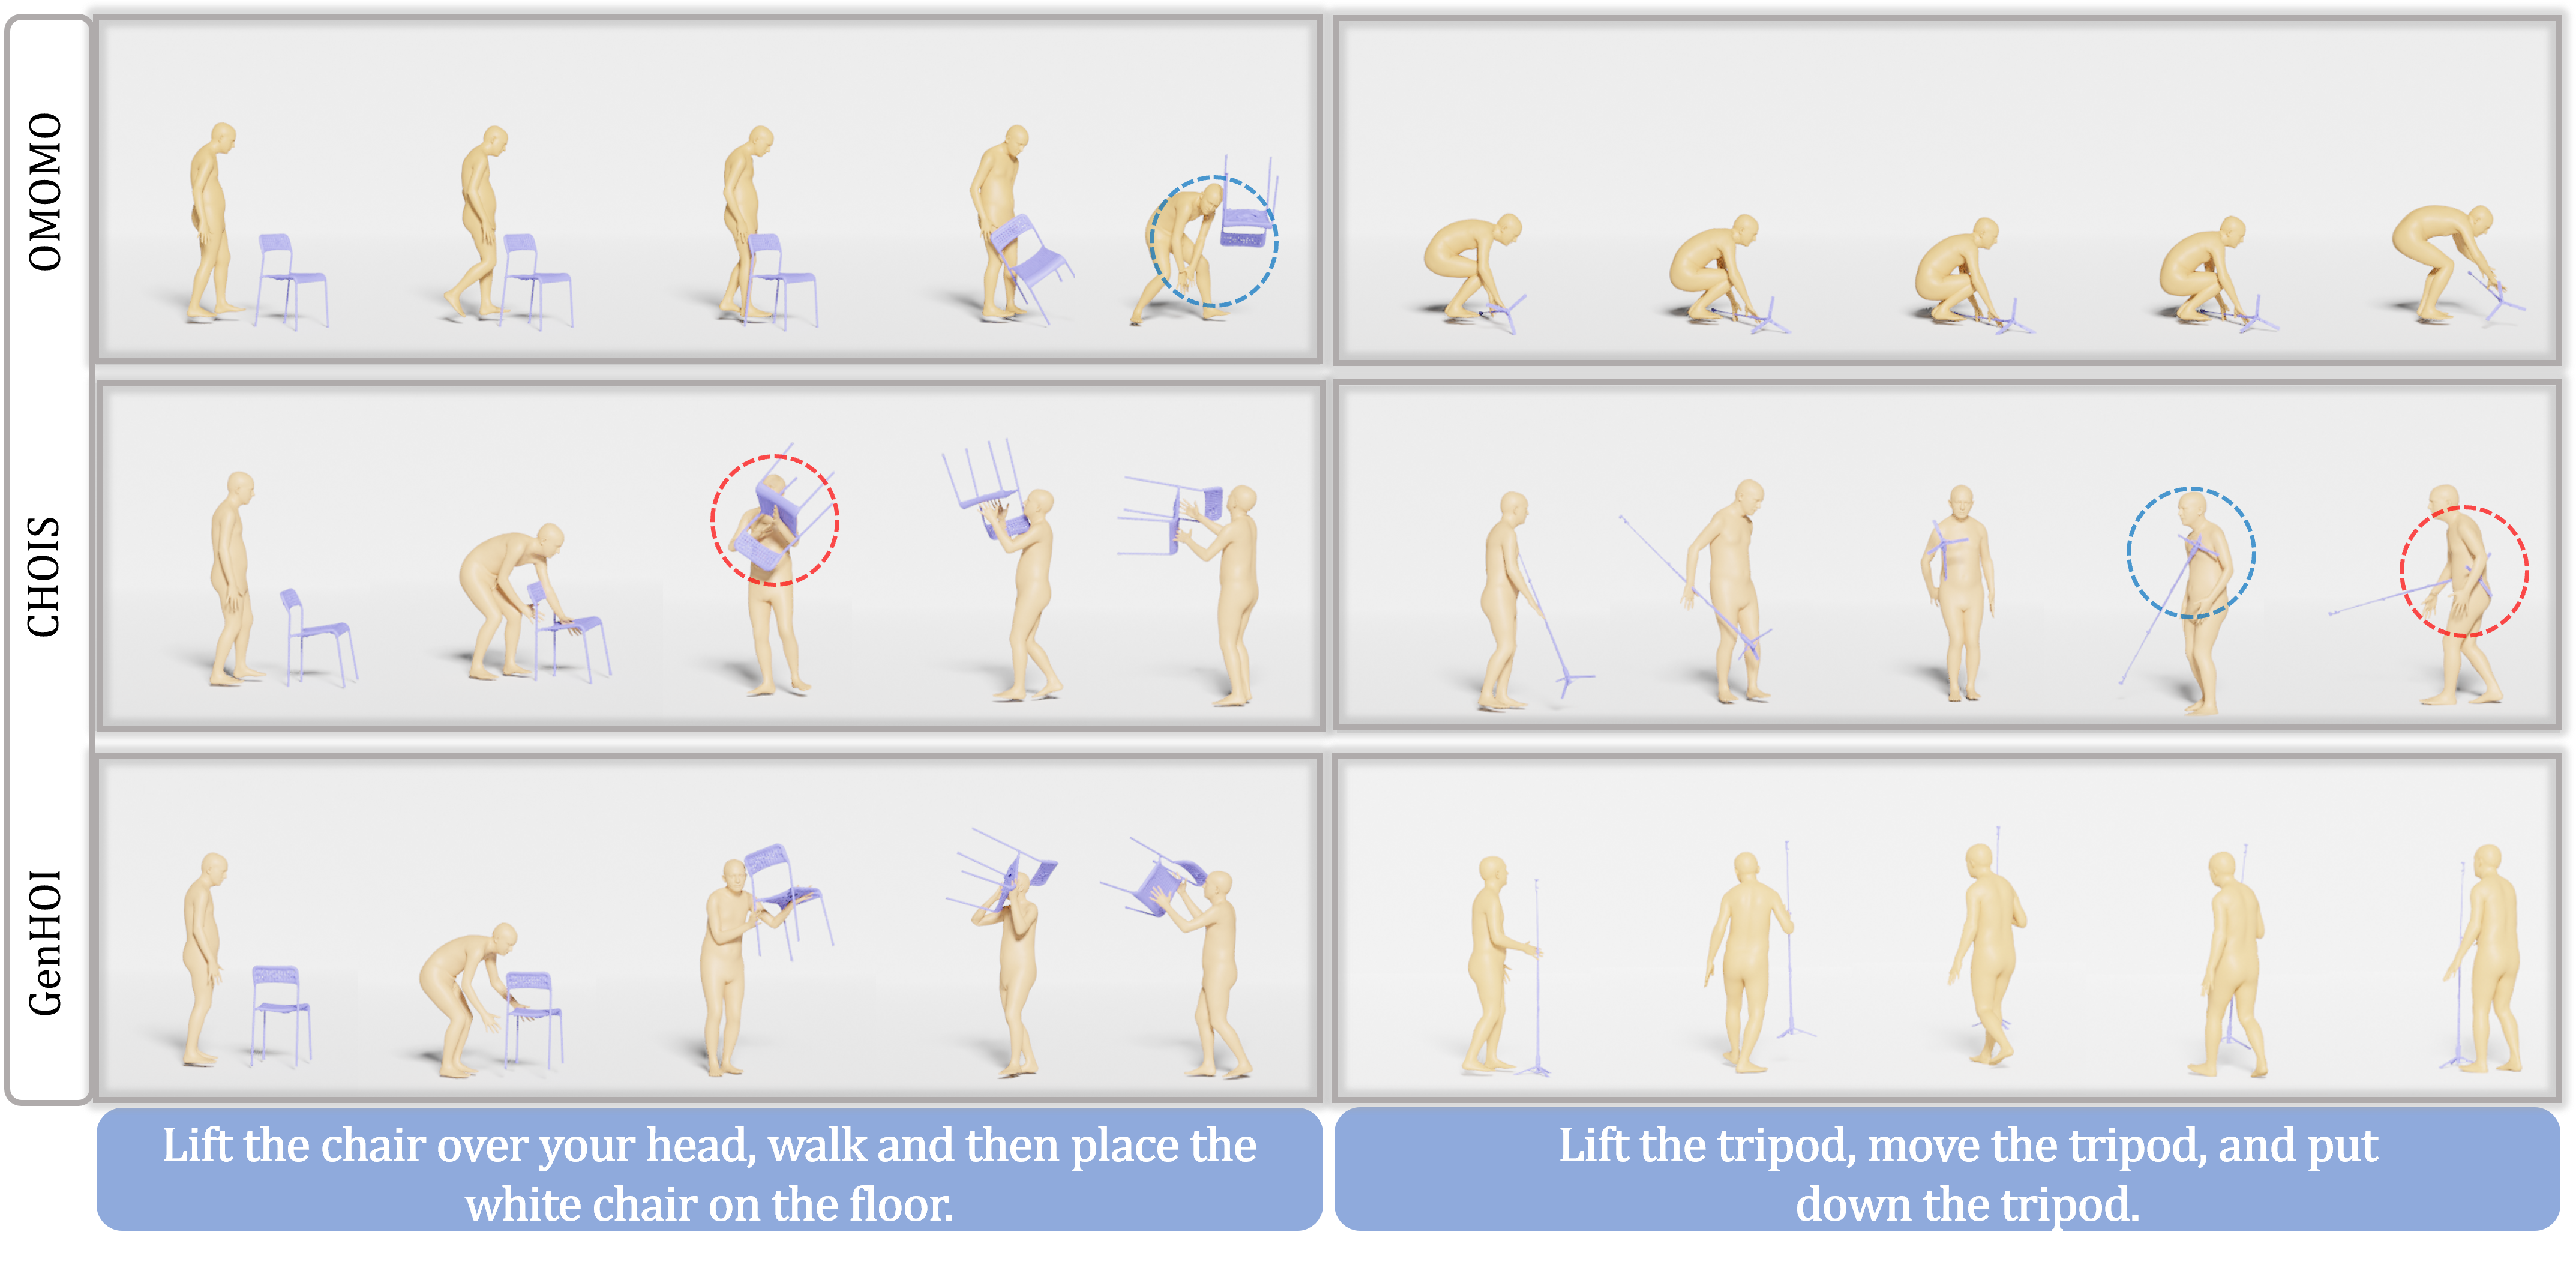 OMOMO
CHOIS
GenHOI
Lift the chair over your head, walk and then place the
white chair on the floor.
Lift the tripod, move the tripod, and put
down the tripod.